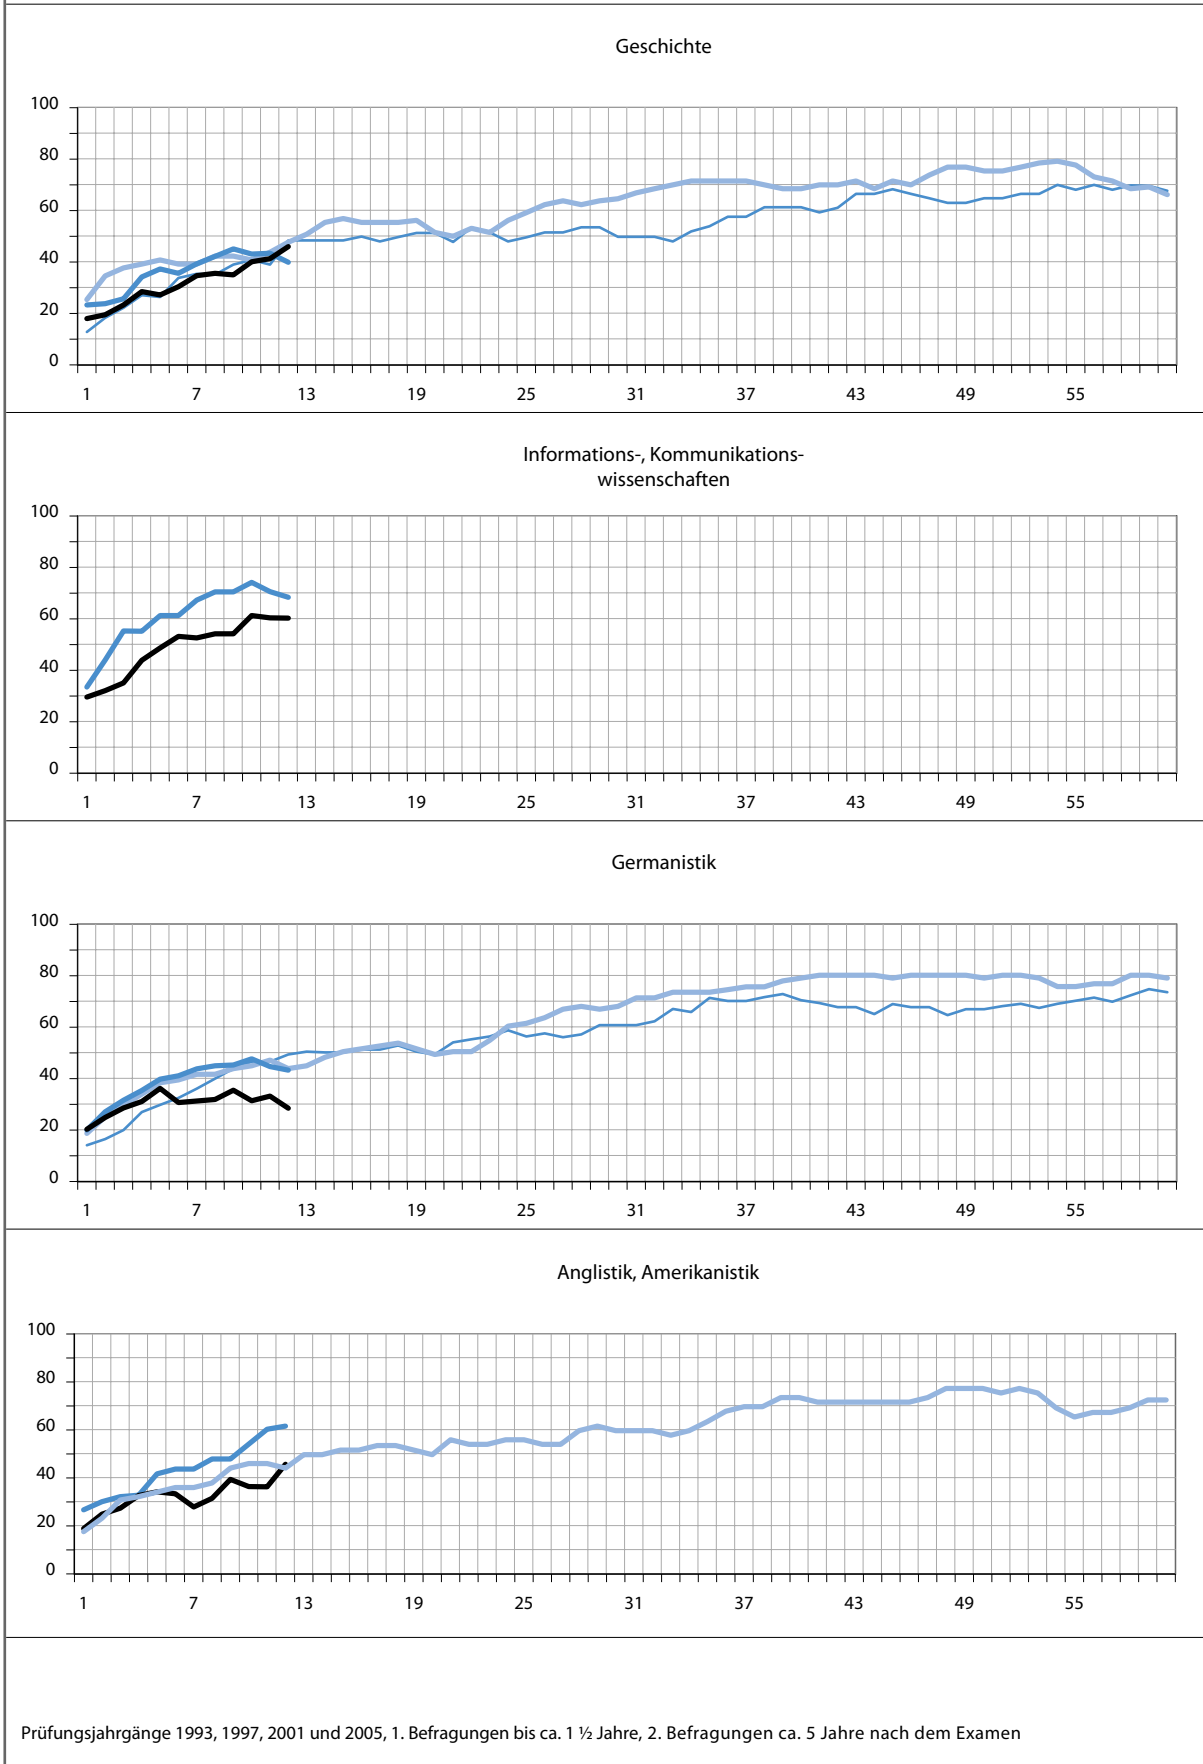 Geschichte
100
80
60
40
20
0
1 7 13 19 25 31 37 43 49 55
Informations-, Kommunikations-
wissenschaften
100
80
60
40
20
0
1 7 13 19 25 31 37 43 49 55
Germanistik
100
80
60
40
20
0
1 7 13 19 25 31 37 43 49 55
Anglistik, Amerikanistik
100
80
60
40
20
0
1 7 13 19 25 31 37 43 49 55
Prüfungsjahrgänge 1993, 1997, 2001 und 2005, 1. Befragungen bis ca. 1 ½ Jahre, 2. Befragungen ca. 5 Jahre nach dem Examen